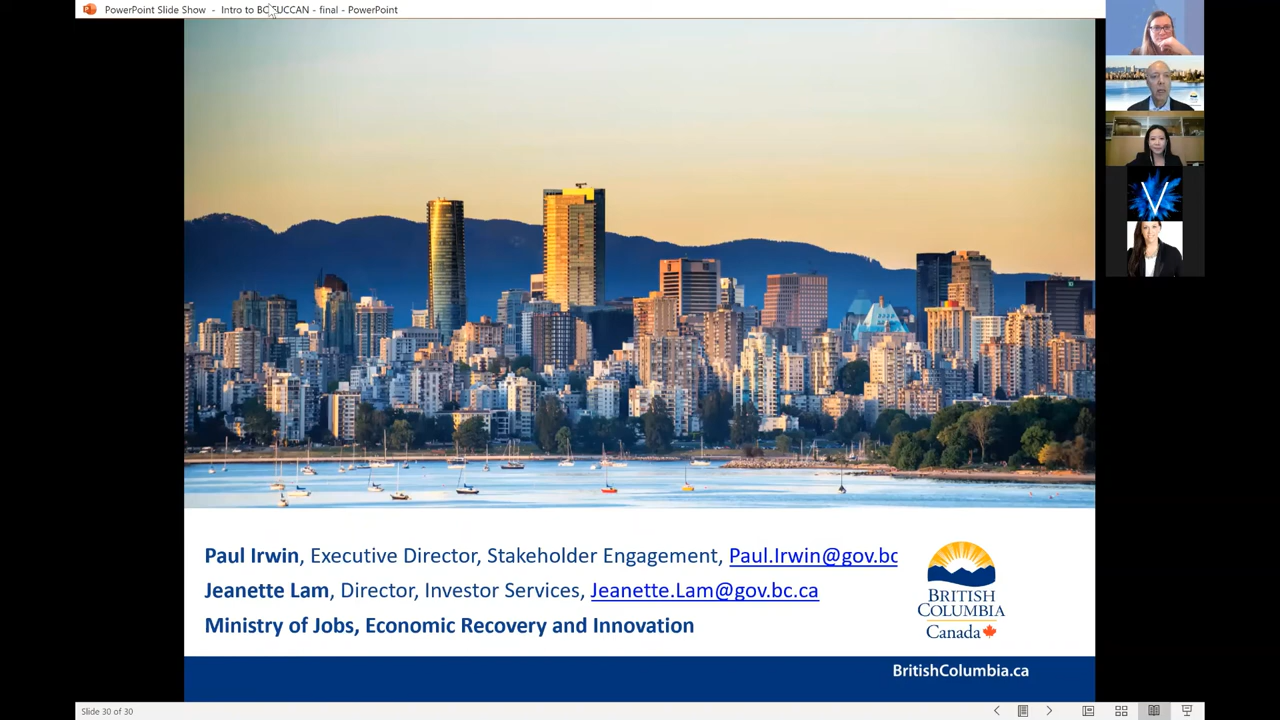 PowerPoint Slide Show - Intro to BC EUCCAN - final - PowerPoint
V
Paul Irwin, Executive Director, Stakeholder Engagement, Paul.Irwin@gov.bc
Jeanette Lam, Director, Investor Services, Jeanette.Lam@gov.bc.ca
Ministry of Jobs, Economic Recovery and Innovation
BRITISH
COLUMBIA
Canada
BritishColumbia.ca
Slide 30 of 30